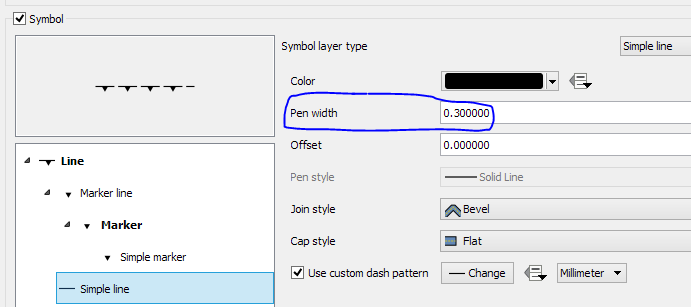 Symbol
Symbol layer type Simple line
Color
Pen width 0.300000
Offset 0.000000
Pen style Solid Line
Join style Bevel
Cap style Flat
Use custom dash pattern Change Millimeter
Line
Marker line
Marker
Simple marker
Simple line